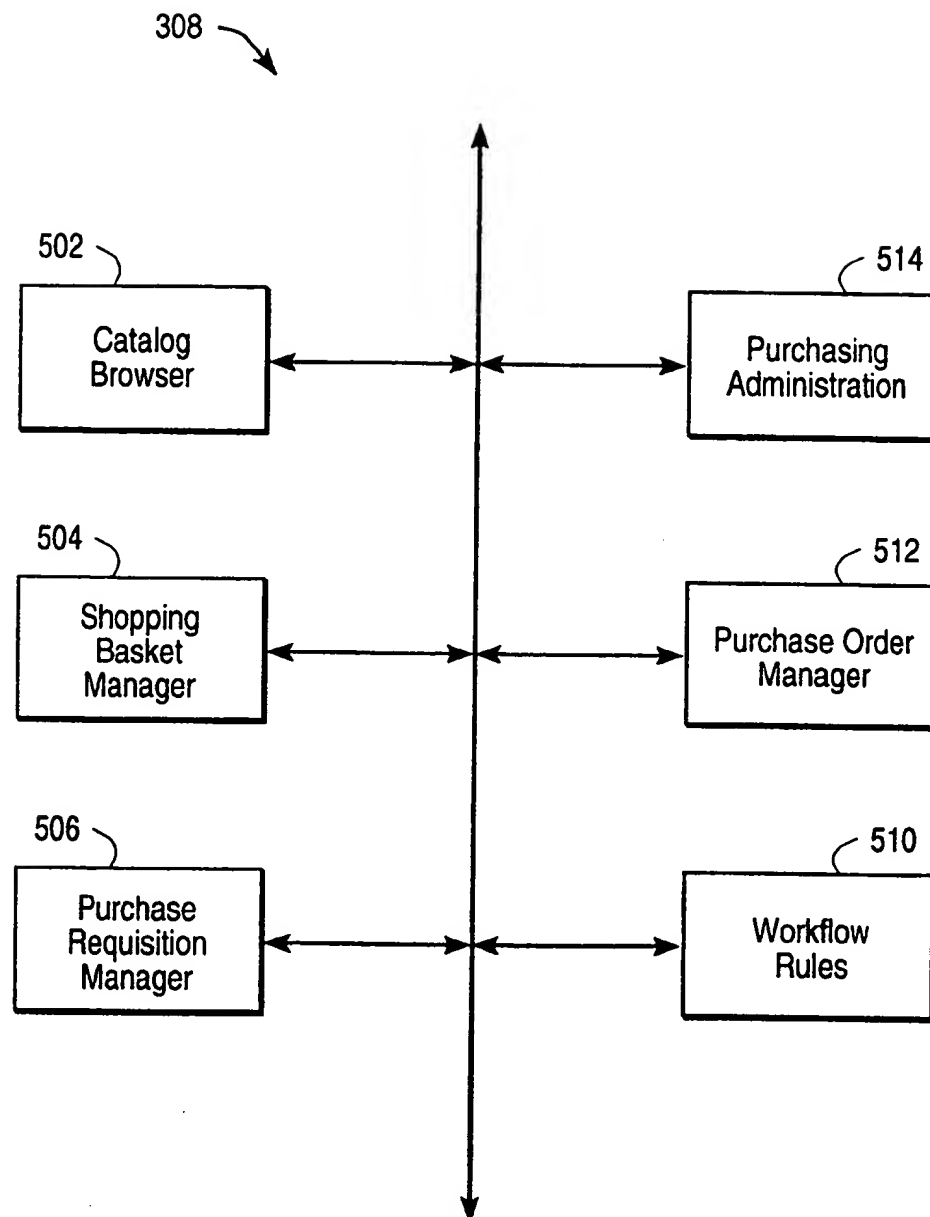 308
502
Catalog
Browser
514
Purchasing
Administration
504
Shopping
Basket
Manager
512
Purchase Order
Manager
506
Purchase
Requisition
Manager
510
Workflow
Rules